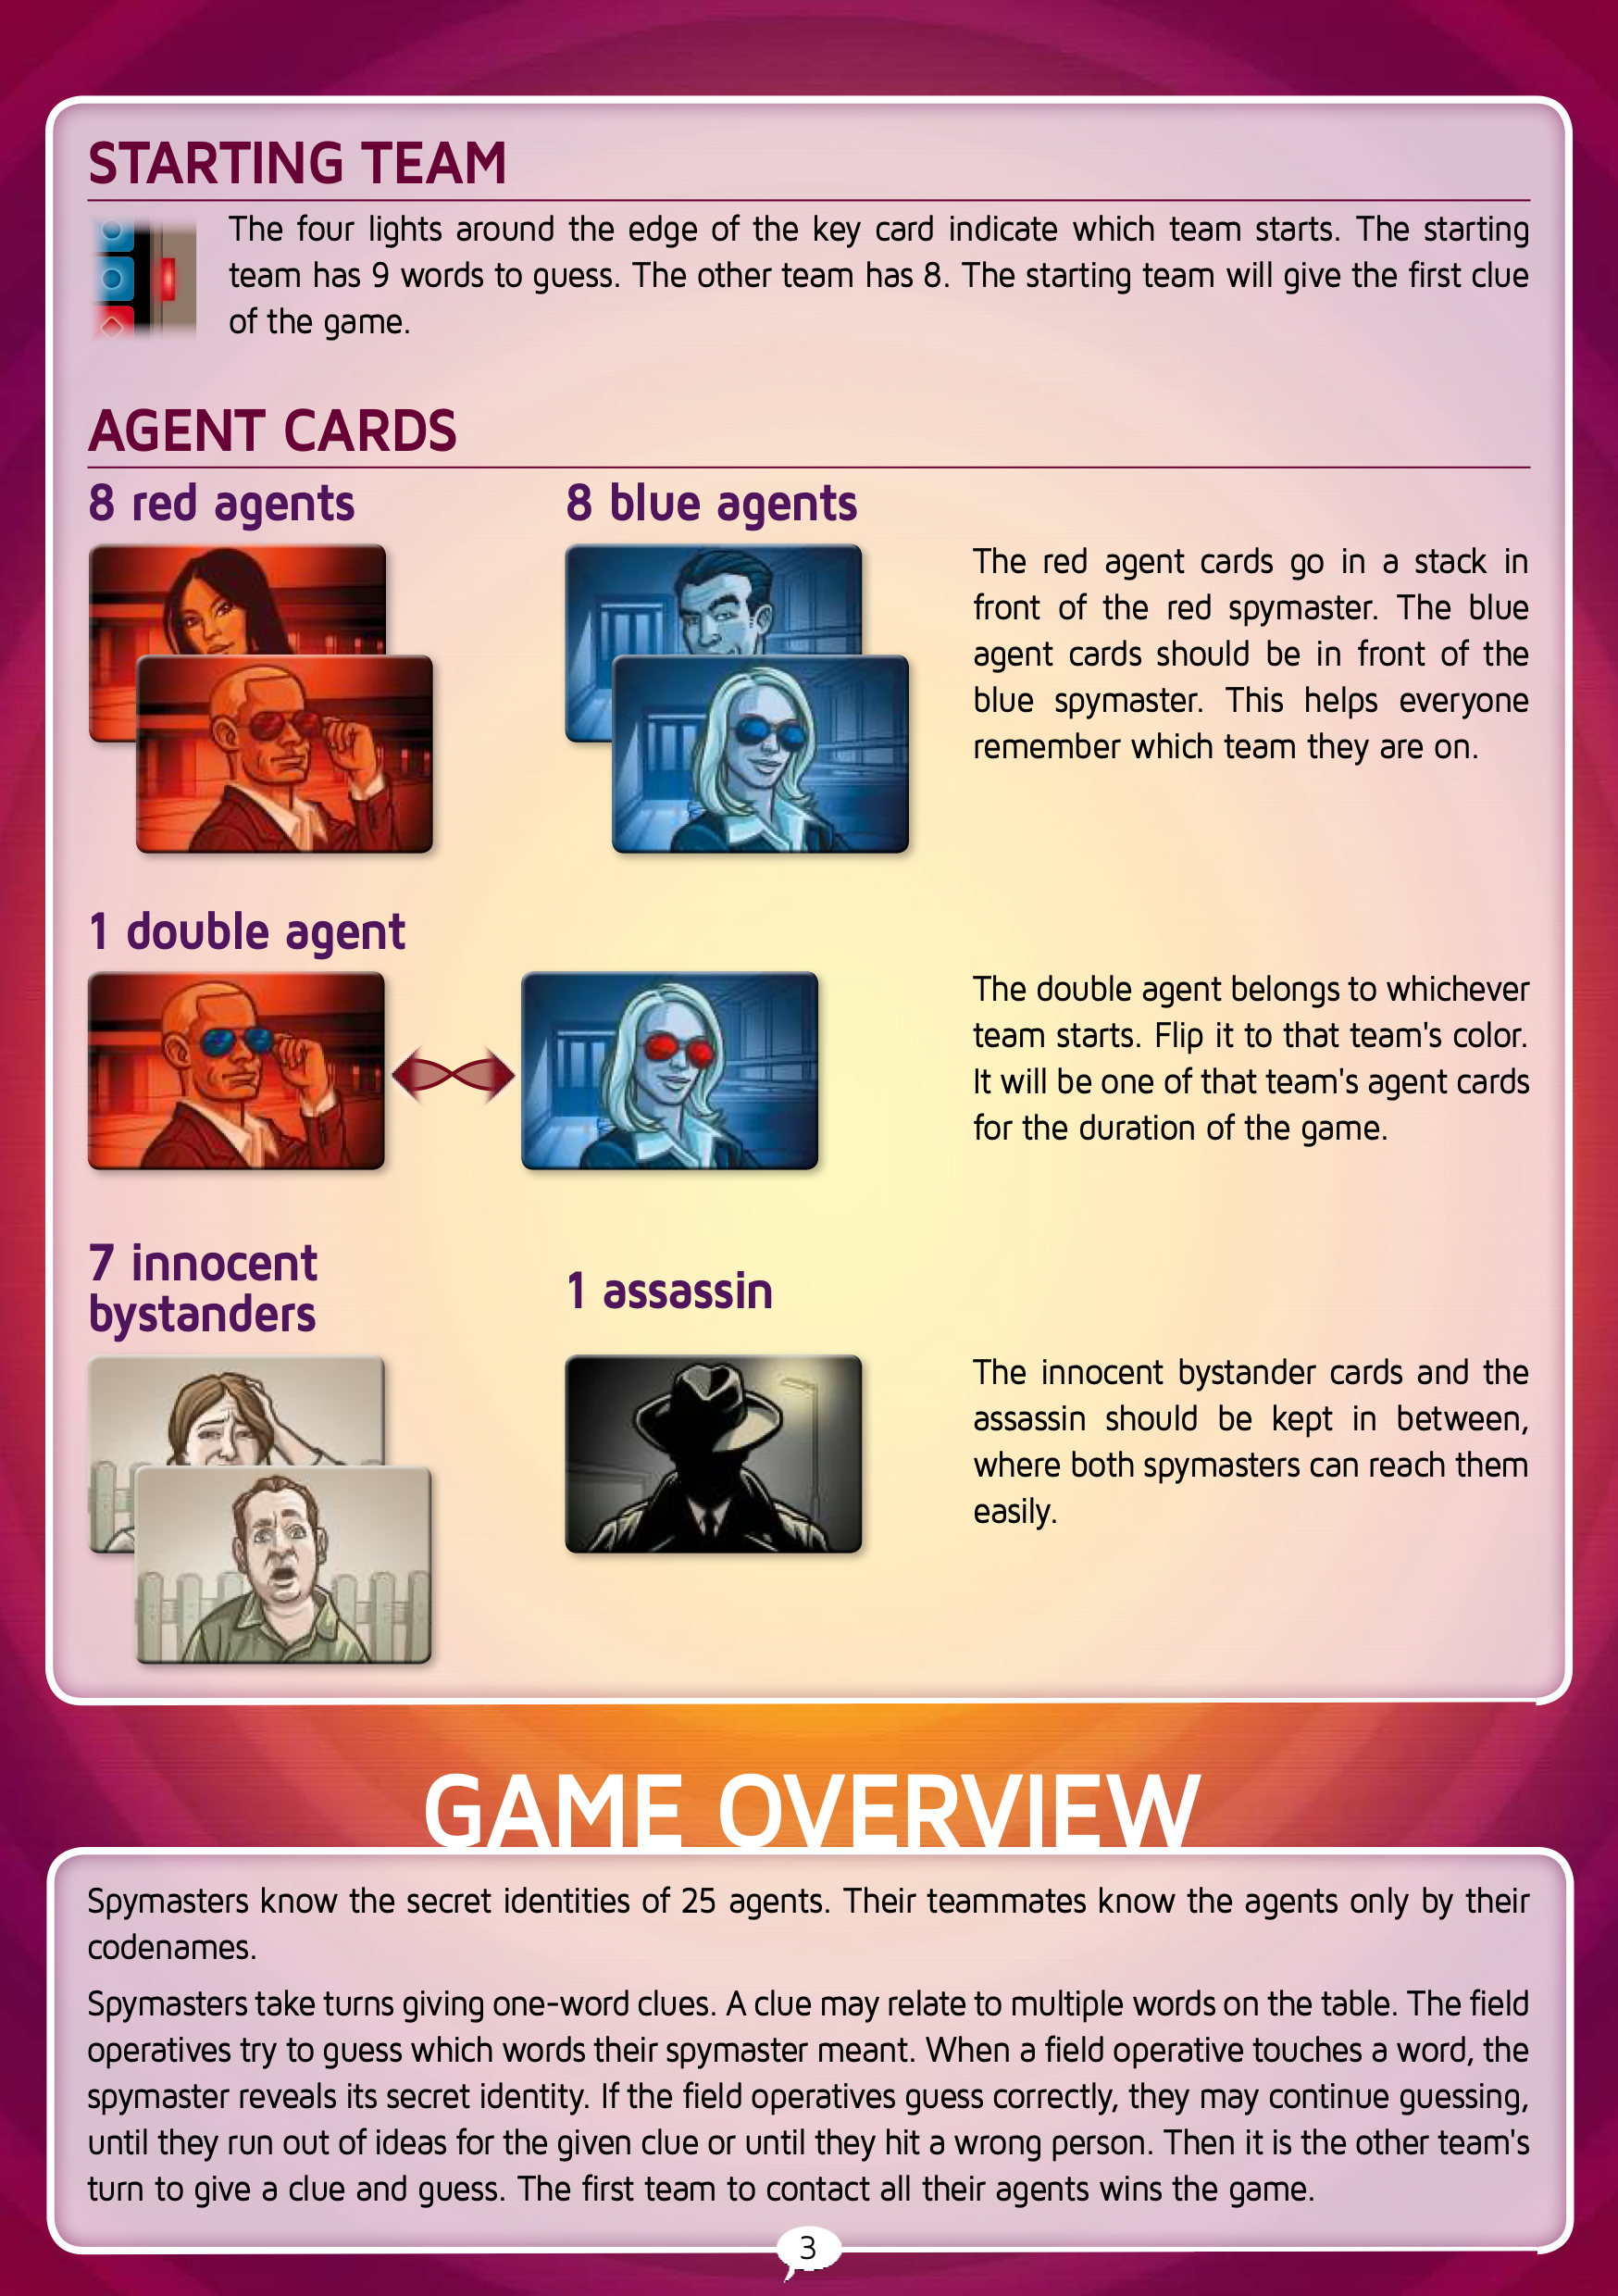 STARTING TEAM
The four lights around the edge of the key card indicate which team starts. The starting
team has 9 words to guess. The other team has 8. The starting team will give the first clue
of the game.
AGENT CARDS
8 red agents
8 blue agents
The red agent cards go in a stack in
front of the red spymaster. The blue
agent cards should be in front of the
blue spymaster. This helps everyone
remember which team they are on.
1 double agent
The double agent belongs to whichever
team starts. Flip it to that team's color.
It will be one of that team's agent cards
for the duration of the game.
7 innocent
bystanders
1 assassin
The innocent bystander cards and the
assassin should be kept in between,
where both spymasters can reach them
easily.
GAME OVERVIEW
Spymasters know the secret identities of 25 agents. Their teammates know the agents only by their
codenames.
Spymasters take turns giving one-word clues. A clue may relate to multiple words on the table. The field
operatives try to guess which words their spymaster meant. When a field operative touches a word, the
spymaster reveals its secret identity. If the field operatives guess correctly, they may continue guessing,
until they run out of ideas for the given clue or until they hit a wrong person. Then it is the other team's
turn to give a clue and guess. The first team to contact all their agents wins the game.
3